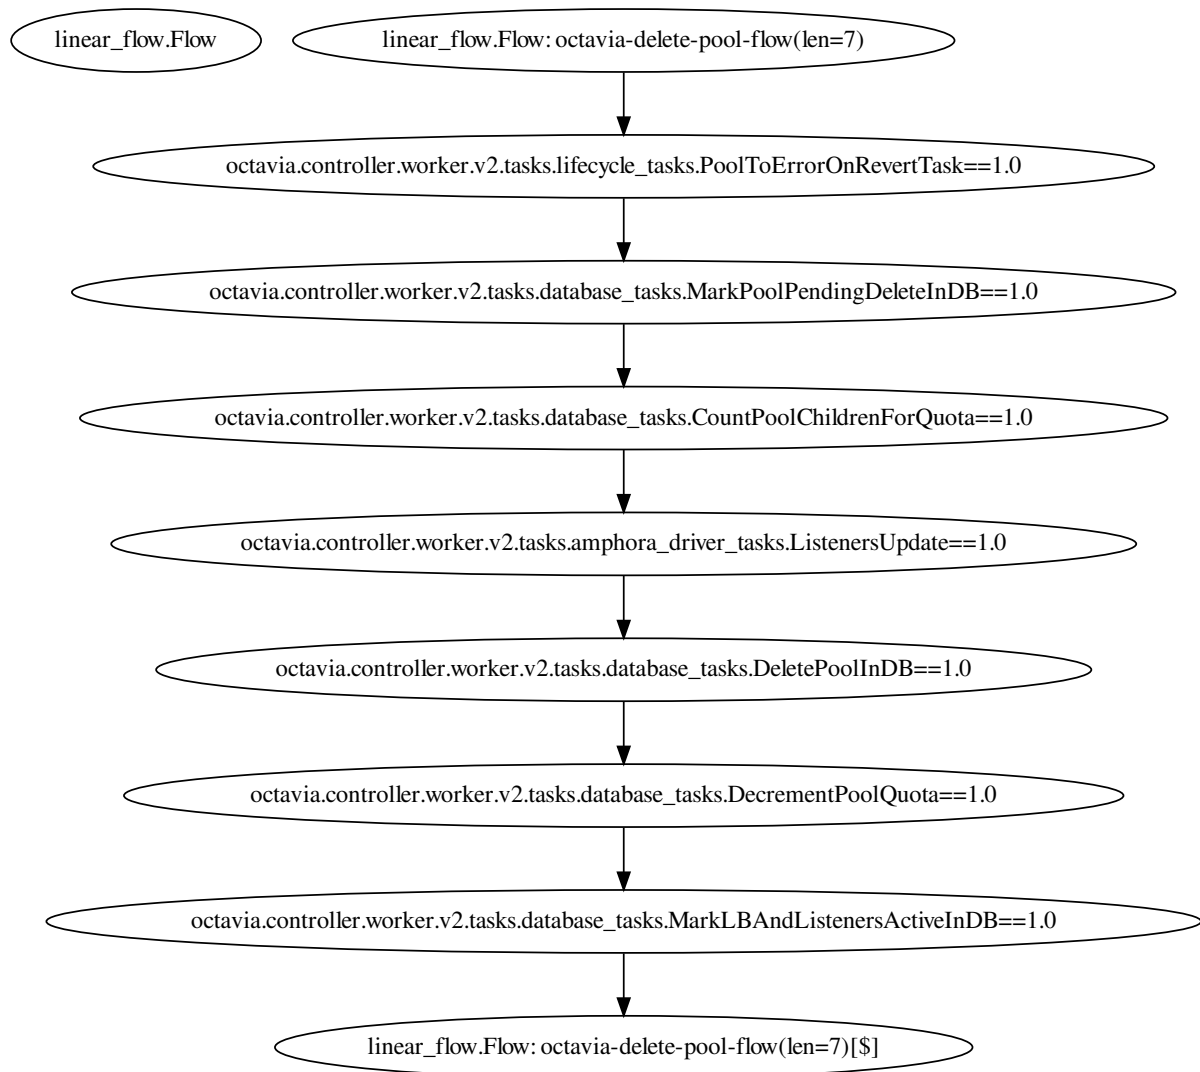 linear_flow.Flow
linear_flow.Flow: octavia-delete-pool-flow(len=7)
octavia.controller.worker.v2.tasks.lifecycle_tasks.PoolToErrorOnRevertTask==1.0
octavia.controller.worker.v2.tasks.database_tasks.MarkPoolPendingDeleteInDB==1.0
octavia.controller.worker.v2.tasks.database_tasks.CountPoolChildrenForQuota==1.0
octavia.controller.worker.v2.tasks.amphora_driver_tasks.ListenersUpdate==1.0
octavia.controller.worker.v2.tasks.database_tasks.DeletePoolInDB==1.0
octavia.controller.worker.v2.tasks.database_tasks.DecrementPoolQuota==1.0
octavia.controller.worker.v2.tasks.database_tasks.MarkLBAndListenersActiveInDB==1.0
linear_flow.Flow: octavia-delete-pool-flow(len=7)[$]